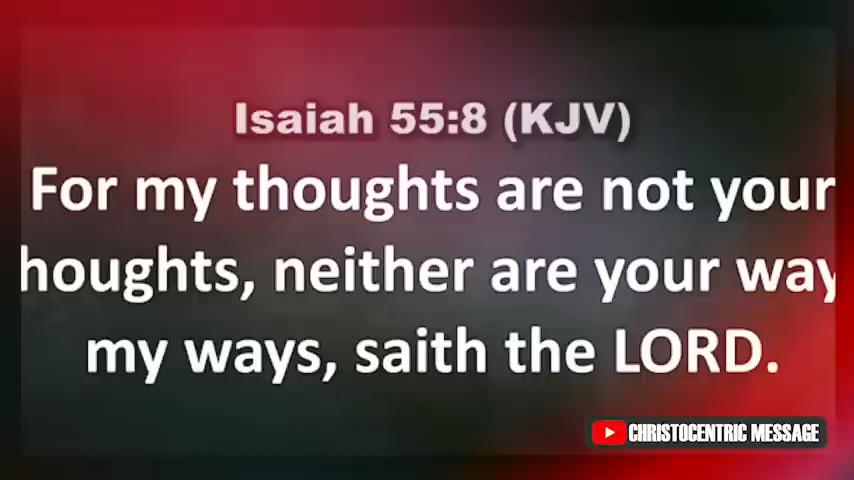 Isaiah 55:8 (KJV)
For my thoughts are not your
houghts, neither are your way
my ways, saith the LORD.
CHRISTOCENTRIC MESSAGE